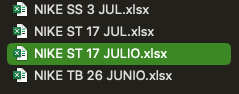 NIKE SS 3 JUL.xlsx
NIKE ST 17 JUL.xlsx
NIKE ST 17 JULIO.xlsx
NIKE TB 26 JUNIO.xlsx